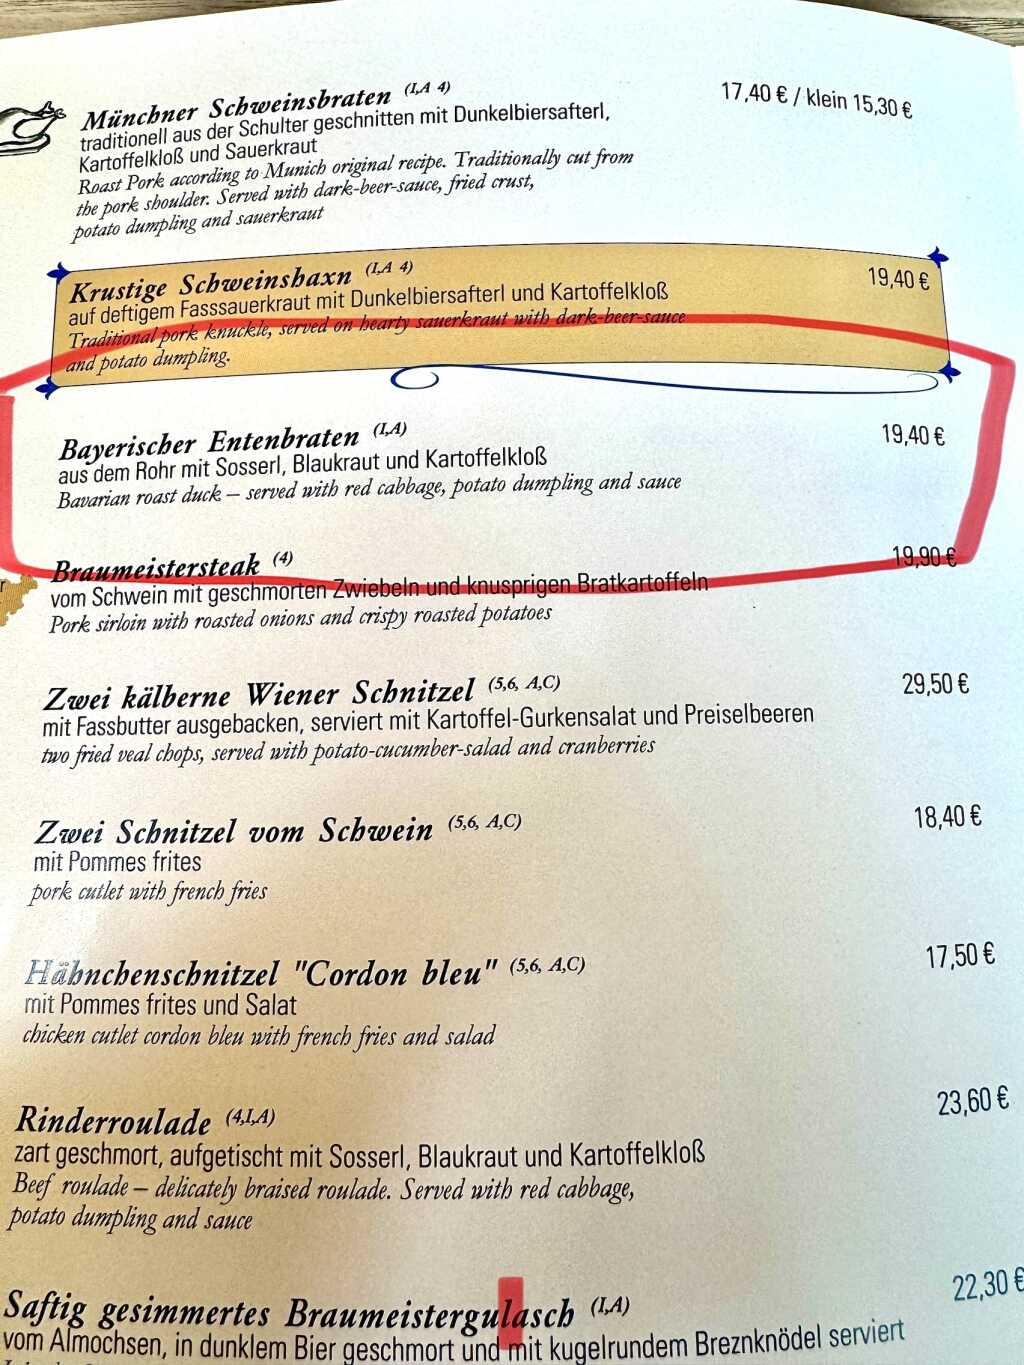 Münchner Schweinsbraten (I,A 4) 17,40 € / klein 15,30 €
traditionell aus der Schulter geschnitten mit Dunkelbiersafterl,
Kartoffelkloß und Sauerkraut
Roast Pork according to Munich original recipe. Traditionally cut from
the pork shoulder. Served with dark-beer-sauce, fried crust,
potato dumpling and sauerkraut
Krustige Schweinshaxn (I,A 4) 19,40 €
auf deftigem Fasssauerkraut mit Dunkelbiersafterl und Kartoffelkloß
Traditional pork knuckle, served on hearty sauerkraut with dark-beer-sauce
and potato dumpling.
Bayerischer Entenbraten (I,A) 19,40 €
aus dem Rohr mit Sosserl, Blaukraut und Kartoffelkloß
Bavarian roast duck – served with red cabbage, potato dumpling and sauce
Braumeistersteak (4) 19,90 €
vom Schwein mit geschmorten Zwiebeln und knusprigen Bratkartoffeln
Pork sirloin with roasted onions and crispy roasted potatoes
Zwei kälberne Wiener Schnitzel (5,6, A,C) 29,50 €
mit Fassbutter ausgebacken, serviert mit Kartoffel-Gurkensalat und Preiselbeeren
two fried veal chops, served with potato-cucumber-salad and cranberries
Zwei Schnitzel vom Schwein (5,6, A,C) 18,40 €
mit Pommes frites
pork cutlet with french fries
Hähnchenschnitzel "Cordon bleu" (5,6, A,C) 17,50 €
mit Pommes frites und Salat
chicken cutlet cordon bleu with french fries and salad
Rinderroulade (4,I,A) 23,60 €
zart geschmort, aufgetischt mit Sosserl, Blaukraut und Kartoffelkloß
Beef roulade – delicately braised roulade. Served with red cabbage,
potato dumpling and sauce
Saftig gesimmertes Braumeistergulasch (I,A) 22,30 €
vom Almochsen, in dunklem Bier geschmort und mit kugelrundem Breznknödel serviert